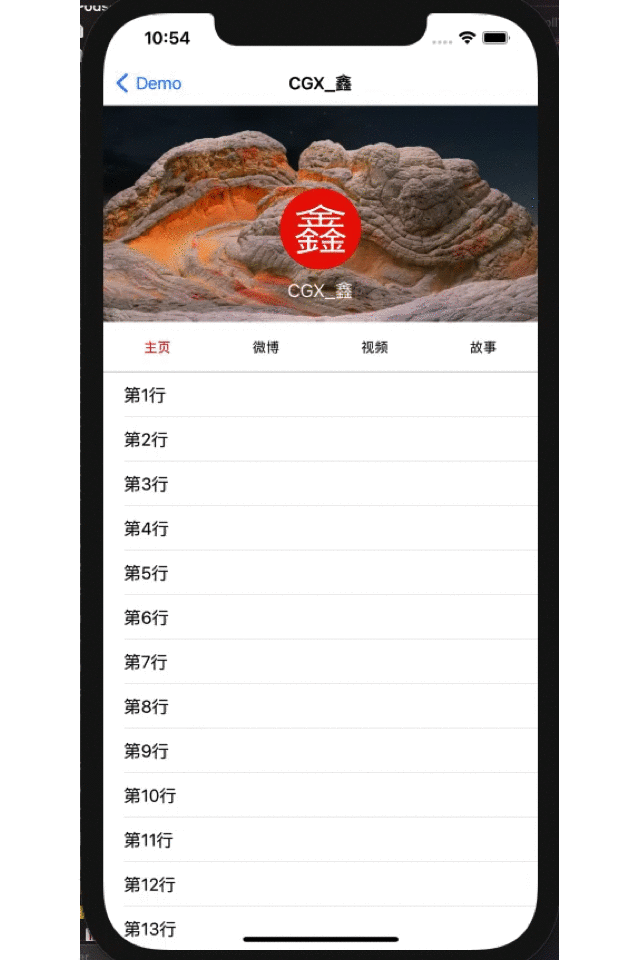 10:54
Demo
CGX_鑫
鑫
CGX_鑫
主页 微博 视频 故事
第1行
第2行
第3行
第4行
第5行
第6行
第7行
第8行
第9行
第10行
第11行
第12行
第13行